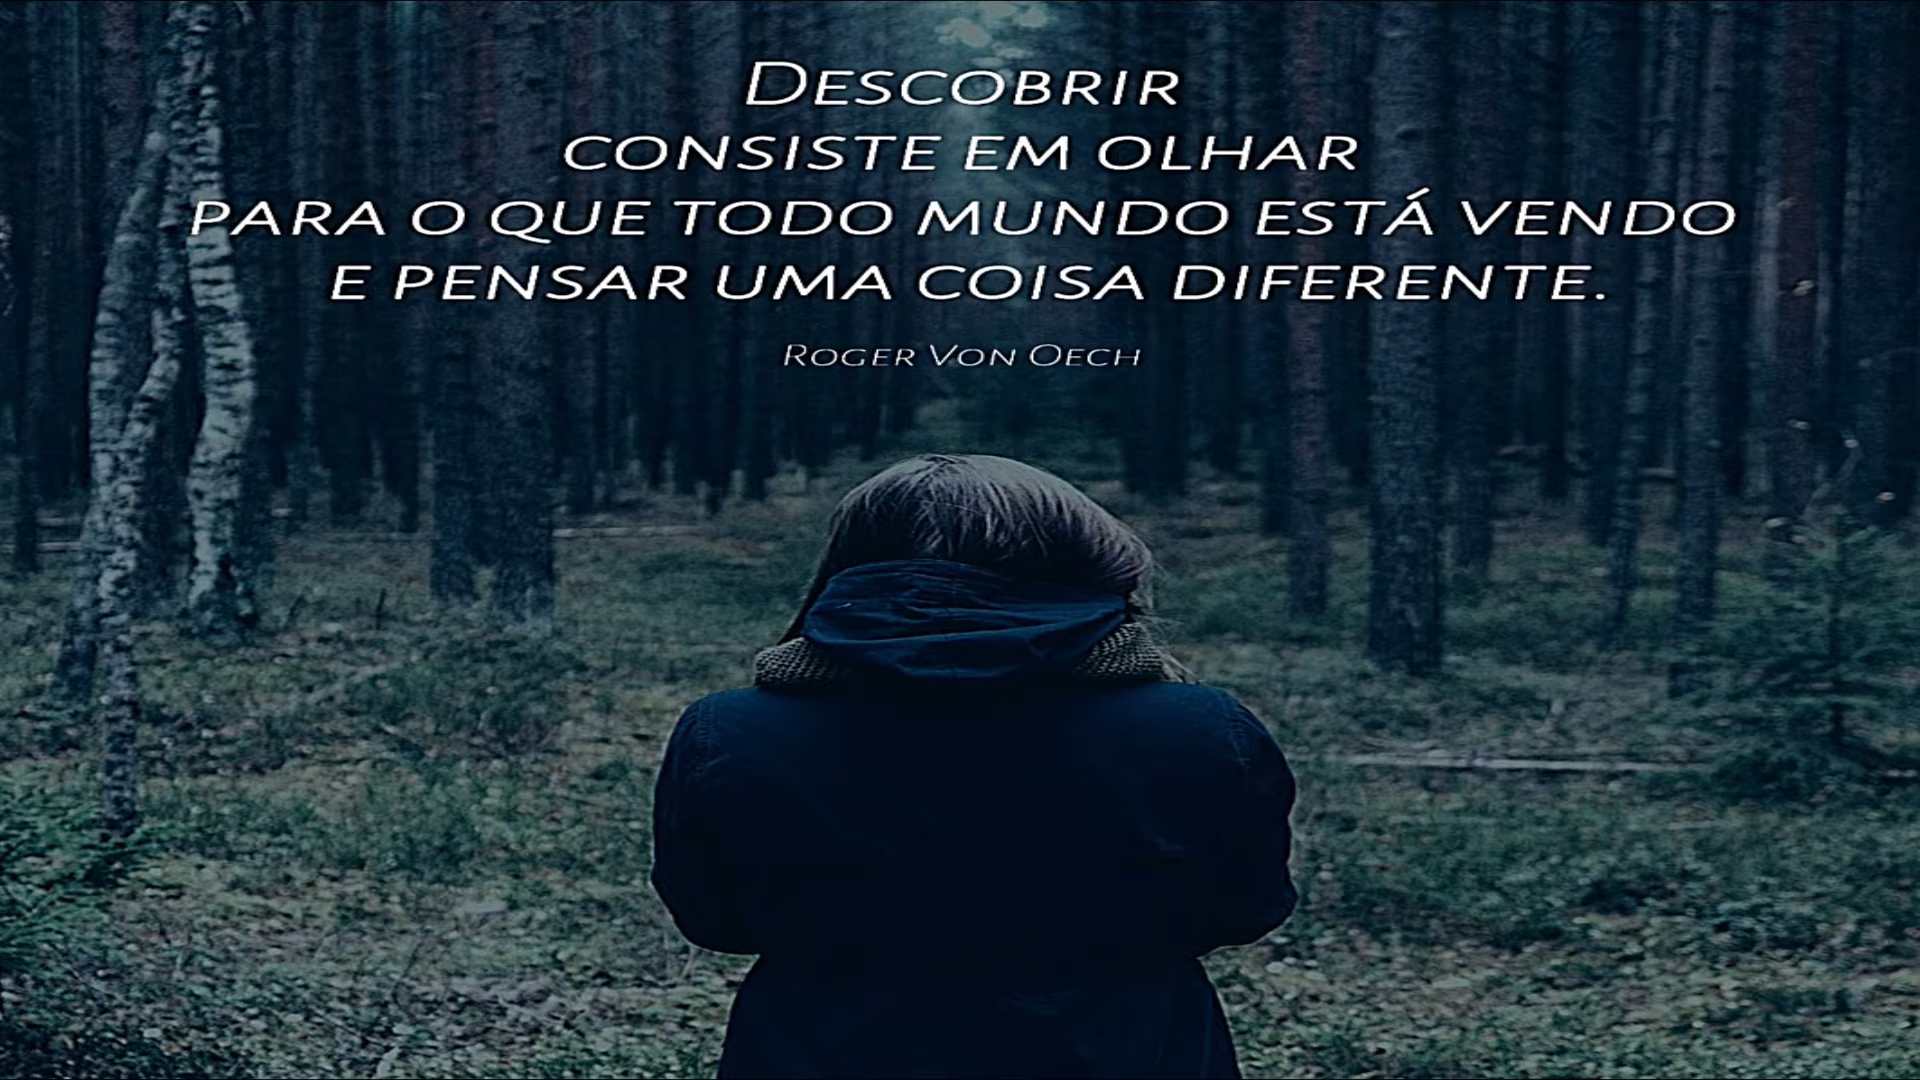 DESCOBRIR
CONSISTE EM OLHAR
PARA O QUE TODO MUNDO ESTÁ VENDO
E PENSAR UMA COISA DIFERENTE.
ROGER VON OECH